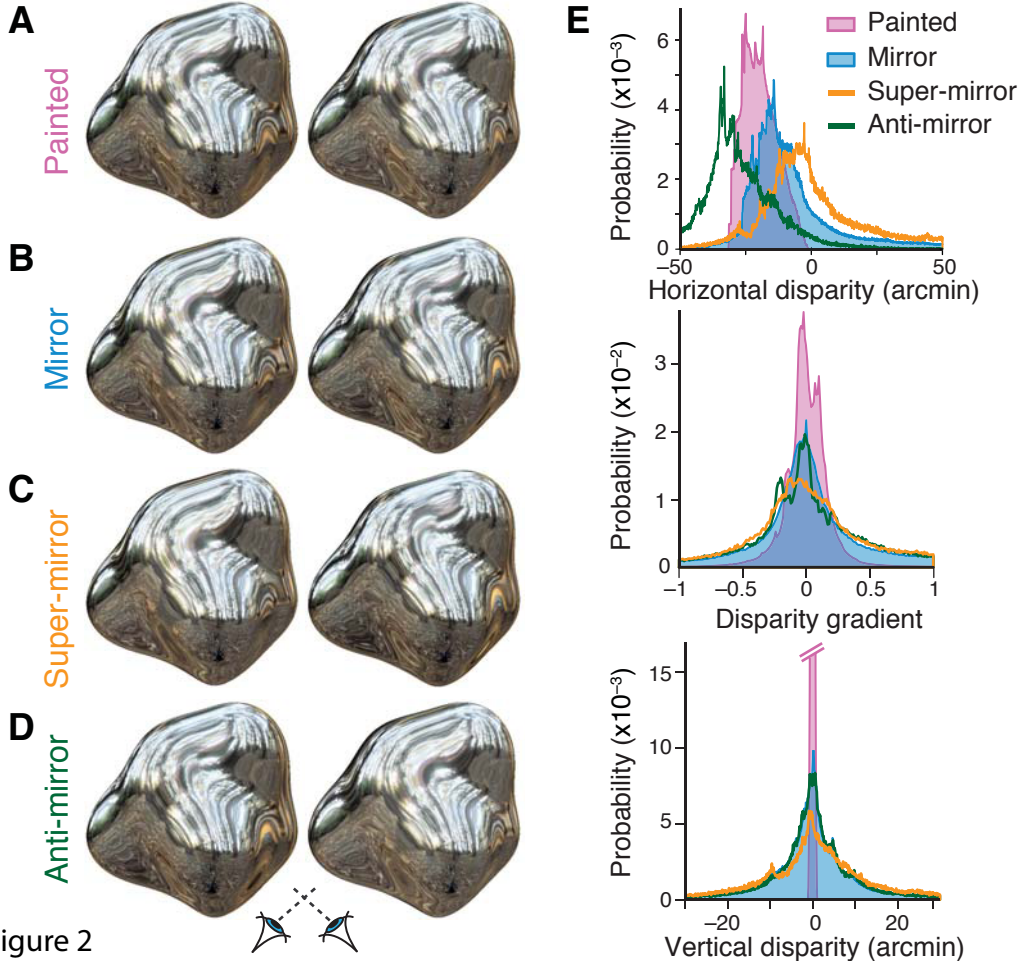 A
Painted
B
Mirror
C
Super-mirror
D
Anti-mirror
igure 2
E
Painted
Mirror
Super-mirror
Anti-mirror
Probability (x10⁻³)
6
4
2
0
−50
0
50
Horizontal disparity (arcmin)
Probability (x10⁻²)
3
2
1
0
−1
−0.5
0
0.5
1
Disparity gradient
Probability (x10⁻³)
15
10
5
0
−20
0
20
Vertical disparity (arcmin)